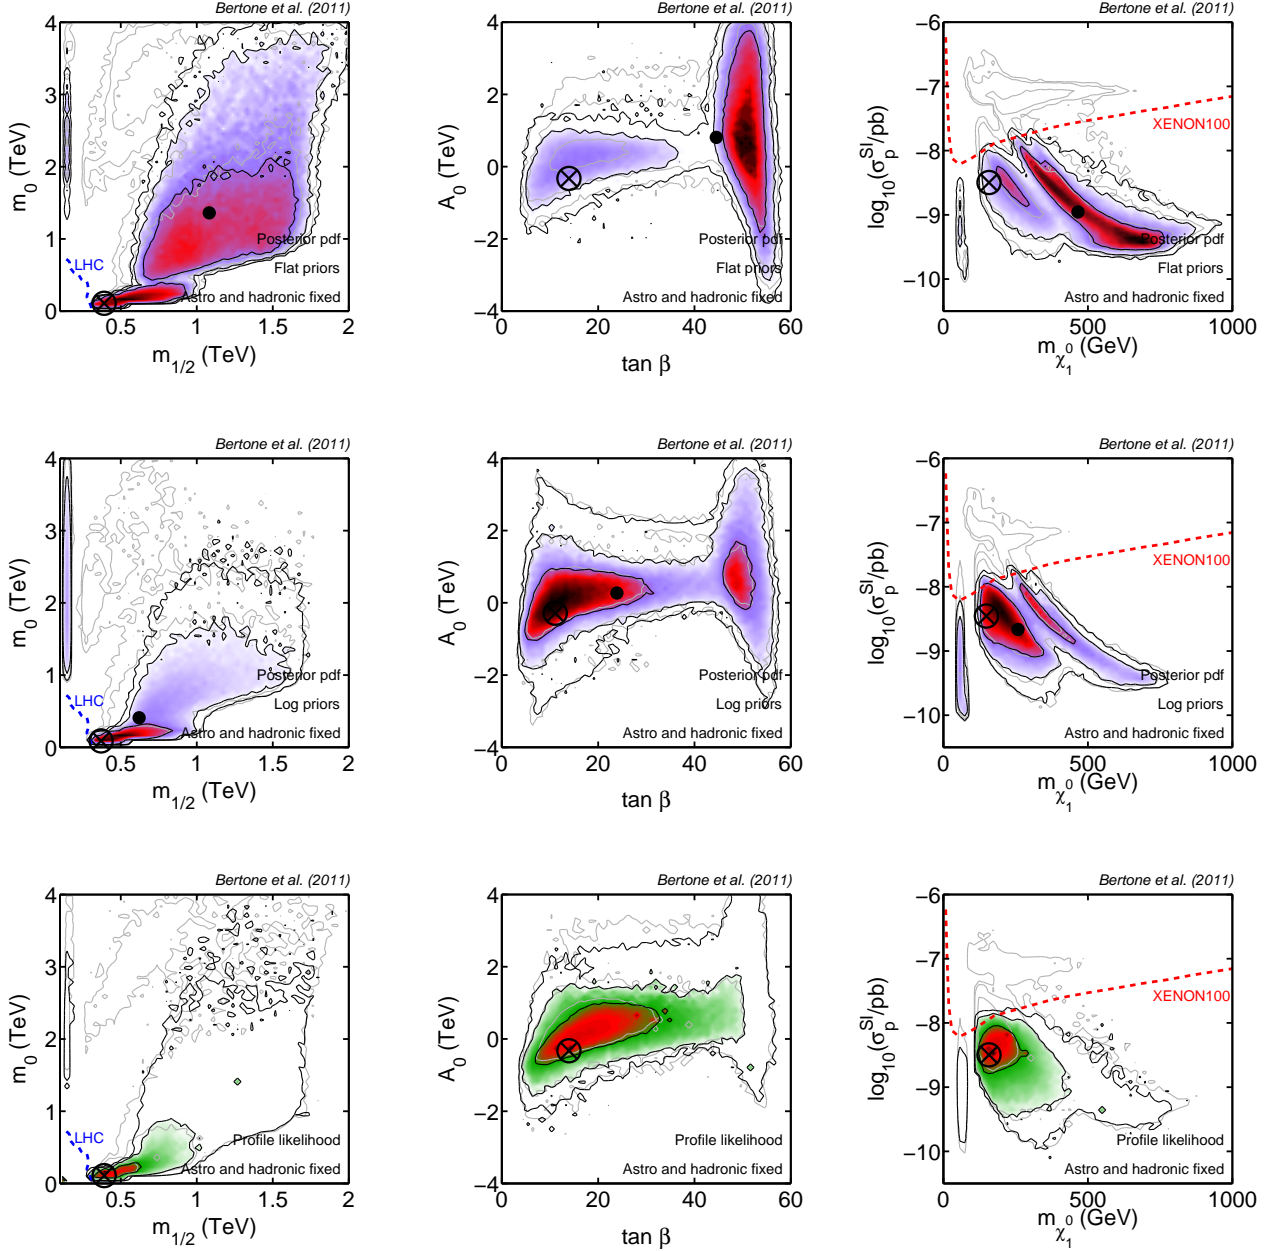 Bertone et al. (2011)
m0 (TeV)
4
3
2
1
0
LHC
Posterior pdf
Flat priors
Astro and hadronic fixed
0.5 1 1.5 2
m1/2 (TeV)
Bertone et al. (2011)
A0 (TeV)
4
2
0
−2
−4
Posterior pdf
Flat priors
Astro and hadronic fixed
0 20 40 60
tan β
Bertone et al. (2011)
log10(σpSI/pb)
−6
−7
−8
−9
−10
XENON100
Posterior pdf
Flat priors
Astro and hadronic fixed
0 500 1000
mχ10 (GeV)
Bertone et al. (2011)
m0 (TeV)
4
3
2
1
0
LHC
Posterior pdf
Log priors
Astro and hadronic fixed
0.5 1 1.5 2
m1/2 (TeV)
Bertone et al. (2011)
A0 (TeV)
4
2
0
−2
−4
Posterior pdf
Log priors
Astro and hadronic fixed
0 20 40 60
tan β
Bertone et al. (2011)
log10(σpSI/pb)
−6
−7
−8
−9
−10
XENON100
Posterior pdf
Log priors
Astro and hadronic fixed
0 500 1000
mχ10 (GeV)
Bertone et al. (2011)
m0 (TeV)
4
3
2
1
0
LHC
Profile likelihood
Astro and hadronic fixed
0.5 1 1.5 2
m1/2 (TeV)
Bertone et al. (2011)
A0 (TeV)
4
2
0
−2
−4
Profile likelihood
Astro and hadronic fixed
0 20 40 60
tan β
Bertone et al. (2011)
log10(σpSI/pb)
−6
−7
−8
−9
−10
XENON100
Profile likelihood
Astro and hadronic fixed
0 500 1000
mχ10 (GeV)